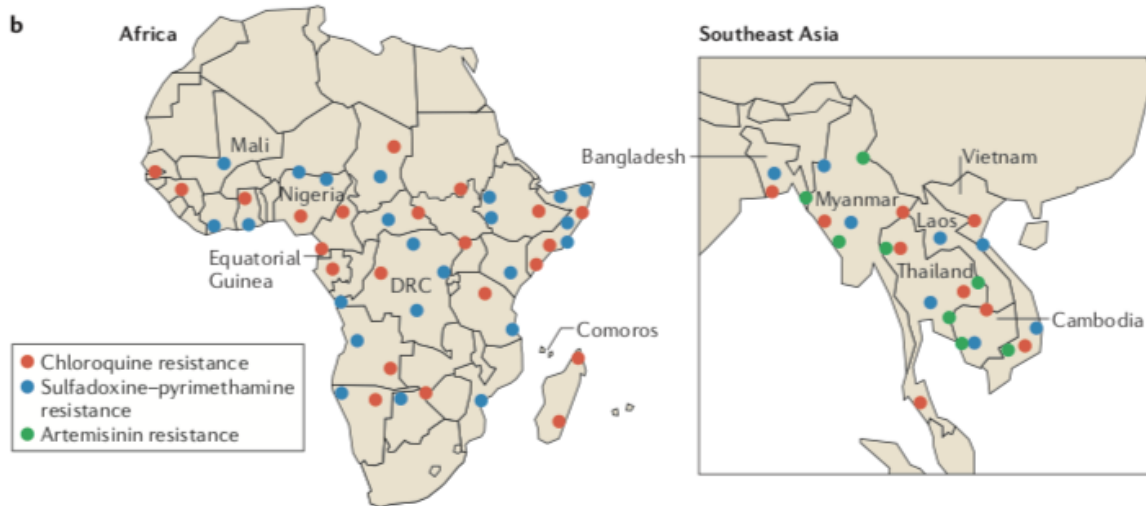 b
Africa
Southeast Asia
Mali
Bangladesh
Vietnam
Nigeria
Myanmar
Laos
Equatorial
Guinea
DRC
Thailand
Comoros
Cambodia
Chloroquine resistance
Sulfadoxine–pyrimethamine
resistance
Artemisinin resistance